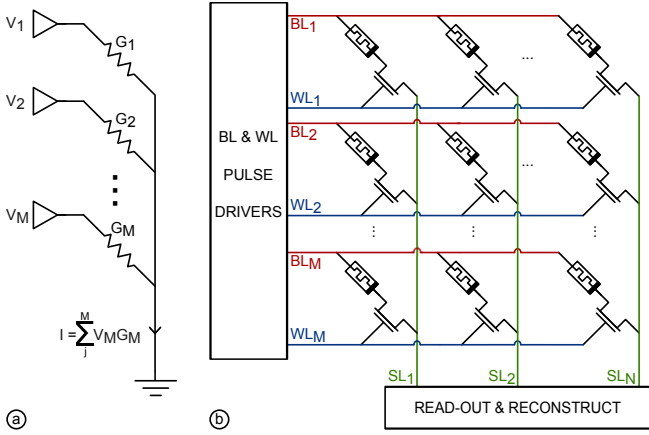 V1
G1
V2
G2
VM
GM
I = M∑j VMGM
a
BL & WL
PULSE
DRIVERS
BL1
...
WL1
BL2
...
WL2
...
...
...
BLM
WLM
SL1
SL2
SLN
READ-OUT & RECONSTRUCT
b